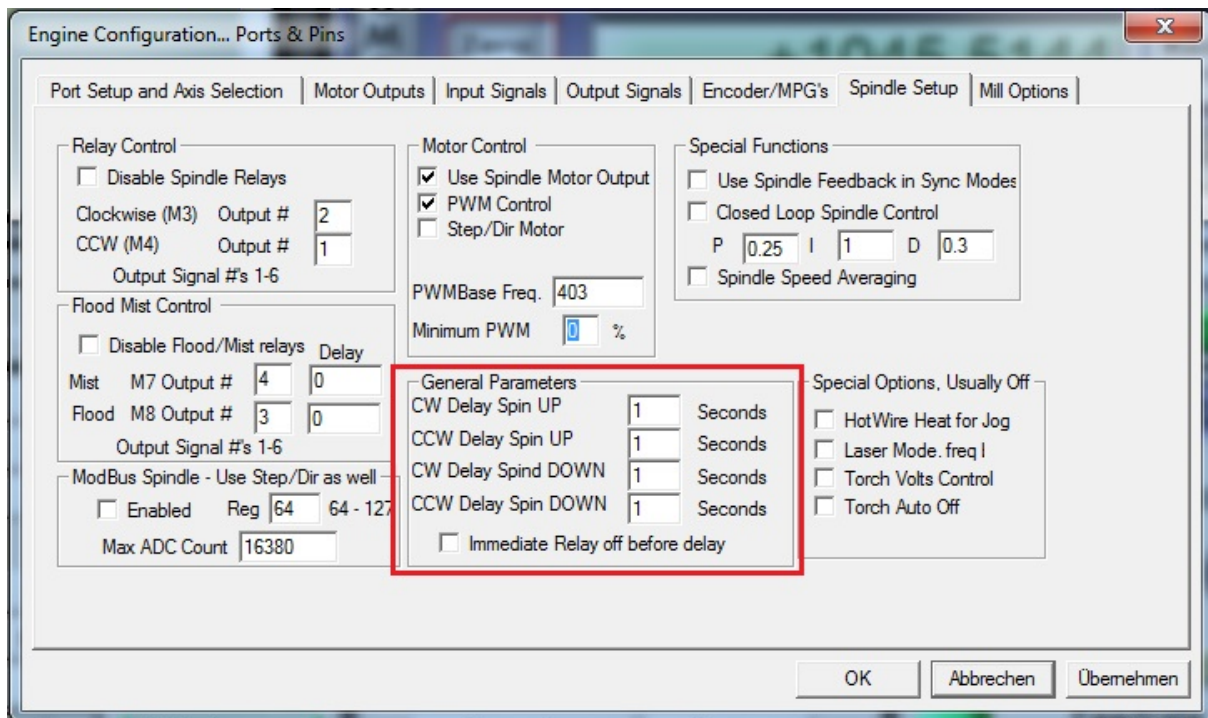 Engine Configuration... Ports & Pins
Port Setup and Axis Selection
Motor Outputs
Input Signals
Output Signals
Encoder/MPG's
Spindle Setup
Mill Options
Relay Control
Disable Spindle Relays
Clockwise (M3) Output # 2
CCW (M4) Output # 1
Output Signal #'s 1-6
Flood Mist Control
Disable Flood/Mist relays Delay
Mist M7 Output # 4 0
Flood M8 Output # 3 0
Output Signal #'s 1-6
ModBus Spindle - Use Step/Dir as well
Enabled Reg 64 64 - 127
Max ADC Count 16380
Motor Control
Use Spindle Motor Output
PWM Control
Step/Dir Motor
PWMBase Freq. 403
Minimum PWM 0 %
General Parameters
CW Delay Spin UP 1 Seconds
CCW Delay Spin UP 1 Seconds
CW Delay Spind DOWN 1 Seconds
CCW Delay Spin DOWN 1 Seconds
Immediate Relay off before delay
Special Functions
Use Spindle Feedback in Sync Modes
Closed Loop Spindle Control
P 0.25 I 1 D 0.3
Spindle Speed Averaging
Special Options, Usually Off
HotWire Heat for Jog
Laser Mode. freq I
Torch Volts Control
Torch Auto Off
OK
Abbrechen
Übernehmen